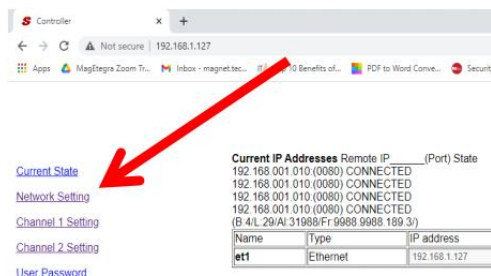 Controller
Not secure 192.168.1.127
Apps MagEtegra Zoom Tr... Inbox - magnet.tec... 10 Benefits of... PDF to Word Conve... Securit
Current State
Network Setting
Channel 1 Setting
Channel 2 Setting
User Password
Current IP Addresses Remote IP_____(Port) State
192.168.001.010:(0080) CONNECTED
192.168.001.010:(0080) CONNECTED
192.168.001.010:(0080) CONNECTED
192.168.001.010:(0080) CONNECTED
(B:4/L:29/AI:31988/Fr:9988.9988.189.3/)
Name Type IP address
et1 Ethernet 192.168.1.127